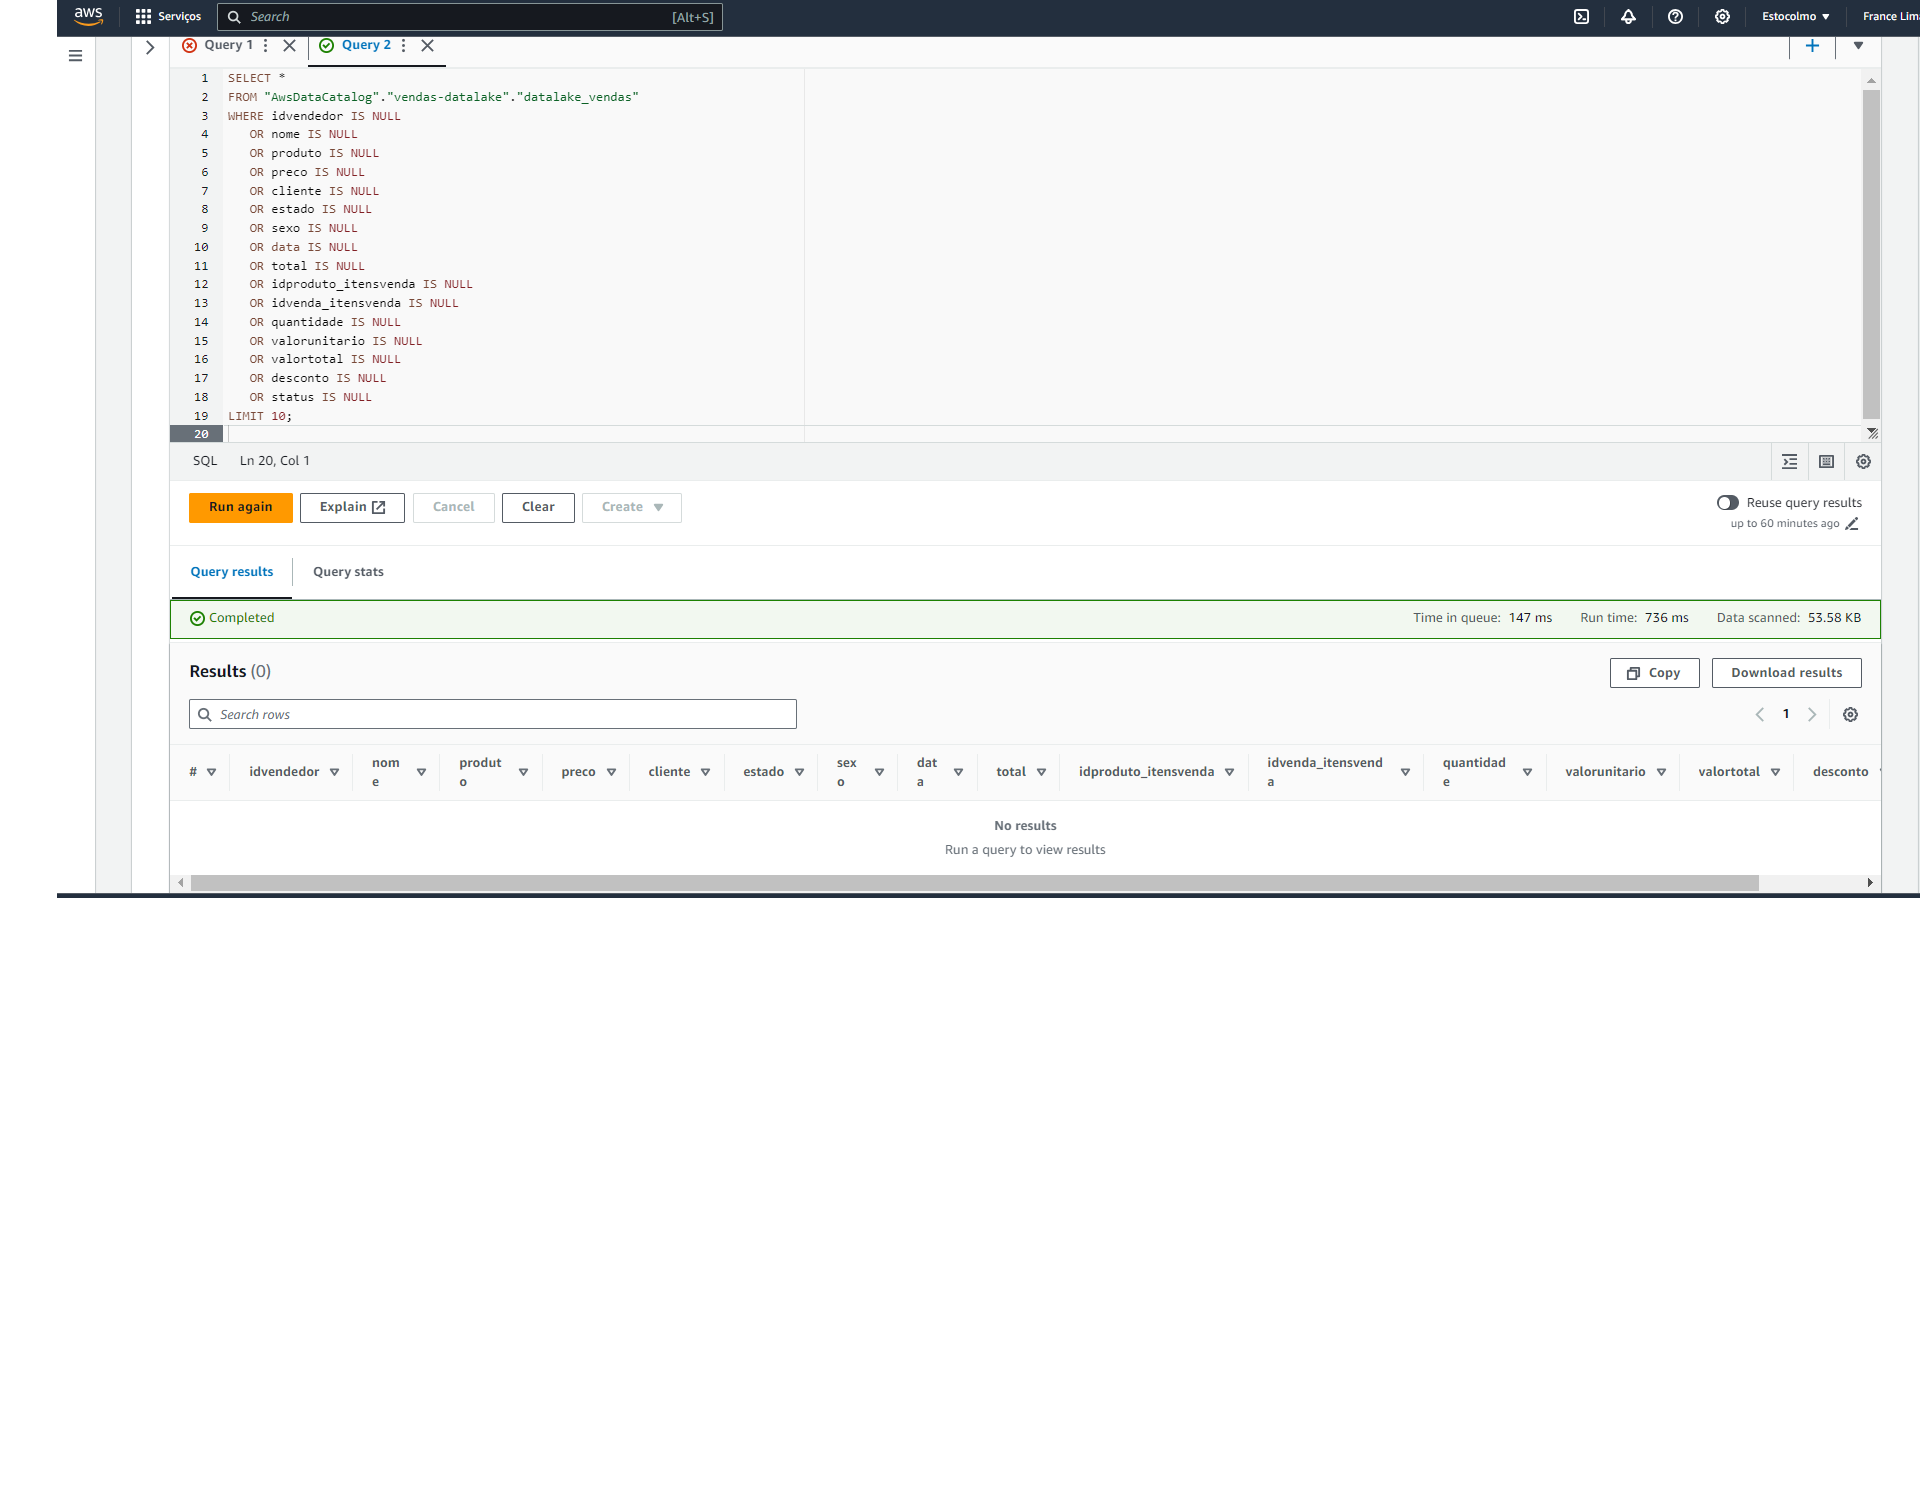 aws
Serviços
Search
[Alt+S]
Estocolmo
France Lim
Query 1
Query 2
1 SELECT *
2 FROM "AwsDataCatalog"."vendas-datalake"."datalake_vendas"
3 WHERE idvendedor IS NULL
4 OR nome IS NULL
5 OR produto IS NULL
6 OR preco IS NULL
7 OR cliente IS NULL
8 OR estado IS NULL
9 OR sexo IS NULL
10 OR data IS NULL
11 OR total IS NULL
12 OR idproduto_itensvenda IS NULL
13 OR idvenda_itensvenda IS NULL
14 OR quantidade IS NULL
15 OR valorunitario IS NULL
16 OR valortotal IS NULL
17 OR desconto IS NULL
18 OR status IS NULL
19 LIMIT 10;
20
SQL Ln 20, Col 1
Run again
Explain
Cancel
Clear
Create
Reuse query results
up to 60 minutes ago
Query results
Query stats
Completed
Time in queue: 147 ms
Run time: 736 ms
Data scanned: 53.58 KB
Results (0)
Copy
Download results
Search rows
1
#
idvendedor
nom
e
produt
o
preco
cliente
estado
sex
o
dat
a
total
idproduto_itensvenda
idvenda_itensvend
a
quantidad
e
valorunitario
valortotal
desconto
No results
Run a query to view results